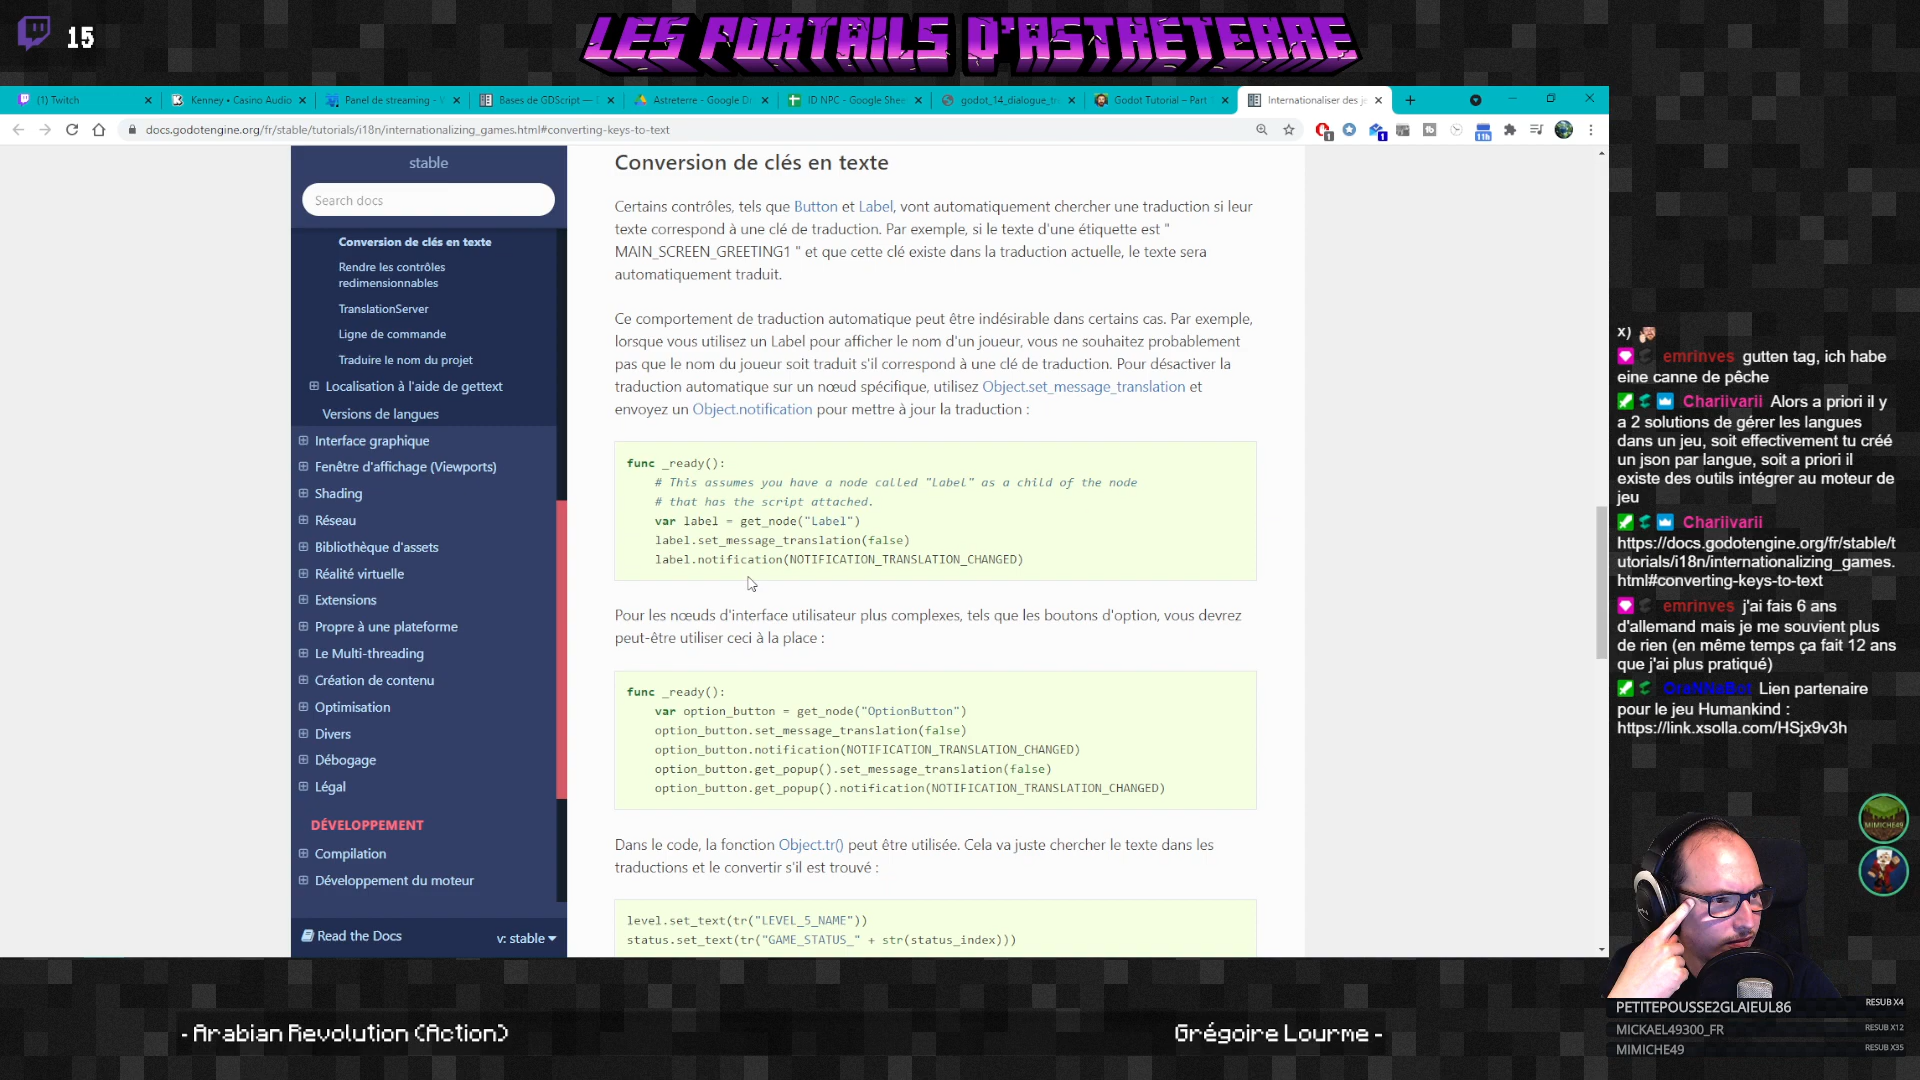 15
LES PORTAILS D'ASTRÉTERRE
(1) Twitch
Kenney • Casino Audio
Panel de streaming - V
Bases de GDScript —
Astreterre - Google Dr
ID NPC - Google Shee
godot_14_dialogue_tr
Godot Tutorial – Part
Internationaliser des je
docs.godotengine.org/fr/stable/tutorials/i18n/internationalizing_games.html#converting-keys-to-text
stable
Search docs
Conversion de clés en texte
Rendre les contrôles
redimensionnables
TranslationServer
Ligne de commande
Traduire le nom du projet
Localisation à l'aide de gettext
Versions de langues
Interface graphique
Fenêtre d'affichage (Viewports)
Shading
Réseau
Bibliothèque d'assets
Réalité virtuelle
Extensions
Propre à une plateforme
Le Multi-threading
Création de contenu
Optimisation
Divers
Débogage
Légal
DÉVELOPPEMENT
Compilation
Développement du moteur
Read the Docs
v: stable
Conversion de clés en texte
Certains contrôles, tels que Button et Label, vont automatiquement chercher une traduction si leur
texte correspond à une clé de traduction. Par exemple, si le texte d'une étiquette est "
MAIN_SCREEN_GREETING1 " et que cette clé existe dans la traduction actuelle, le texte sera
automatiquement traduit.
Ce comportement de traduction automatique peut être indésirable dans certains cas. Par exemple,
lorsque vous utilisez un Label pour afficher le nom d'un joueur, vous ne souhaitez probablement
pas que le nom du joueur soit traduit s'il correspond à une clé de traduction. Pour désactiver la
traduction automatique sur un nœud spécifique, utilisez Object.set_message_translation et
envoyez un Object.notification pour mettre à jour la traduction :
func _ready():
# This assumes you have a node called "Label" as a child of the node
# that has the script attached.
var label = get_node("Label")
label.set_message_translation(false)
label.notification(NOTIFICATION_TRANSLATION_CHANGED)
Pour les nœuds d'interface utilisateur plus complexes, tels que les boutons d'option, vous devrez
peut-être utiliser ceci à la place :
func _ready():
var option_button = get_node("OptionButton")
option_button.set_message_translation(false)
option_button.notification(NOTIFICATION_TRANSLATION_CHANGED)
option_button.get_popup().set_message_translation(false)
option_button.get_popup().notification(NOTIFICATION_TRANSLATION_CHANGED)
Dans le code, la fonction Object.tr() peut être utilisée. Cela va juste chercher le texte dans les
traductions et le convertir s'il est trouvé :
level.set_text(tr("LEVEL_5_NAME"))
status.set_text(tr("GAME_STATUS_" + str(status_index)))
x)
emrinves gutten tag, ich habe
eine canne de pêche
Chariivarii Alors a priori il y
a 2 solutions de gérer les langues
dans un jeu, soit effectivement tu créé
un json par langue, soit a priori il
existe des outils intégrer au moteur de
jeu
Chariivarii
https://docs.godotengine.org/fr/stable/t
utorials/i18n/internationalizing_games.
html#converting-keys-to-text
emrinves j'ai fais 6 ans
d'allemand mais je me souvient plus
de rien (en même temps ça fait 12 ans
que j'ai plus pratiqué)
OraNNaBot Lien partenaire
pour le jeu Humankind :
https://link.xsolla.com/HSjx9v3h
MIMICHE49
PETITEPOUSSE2GLAIEUL86 RESUB X4
MICKAEL49300_FR RESUB X12
MIMICHE49 RESUB X35
- Arabian Revolution (Action)
Grégoire Lourme -